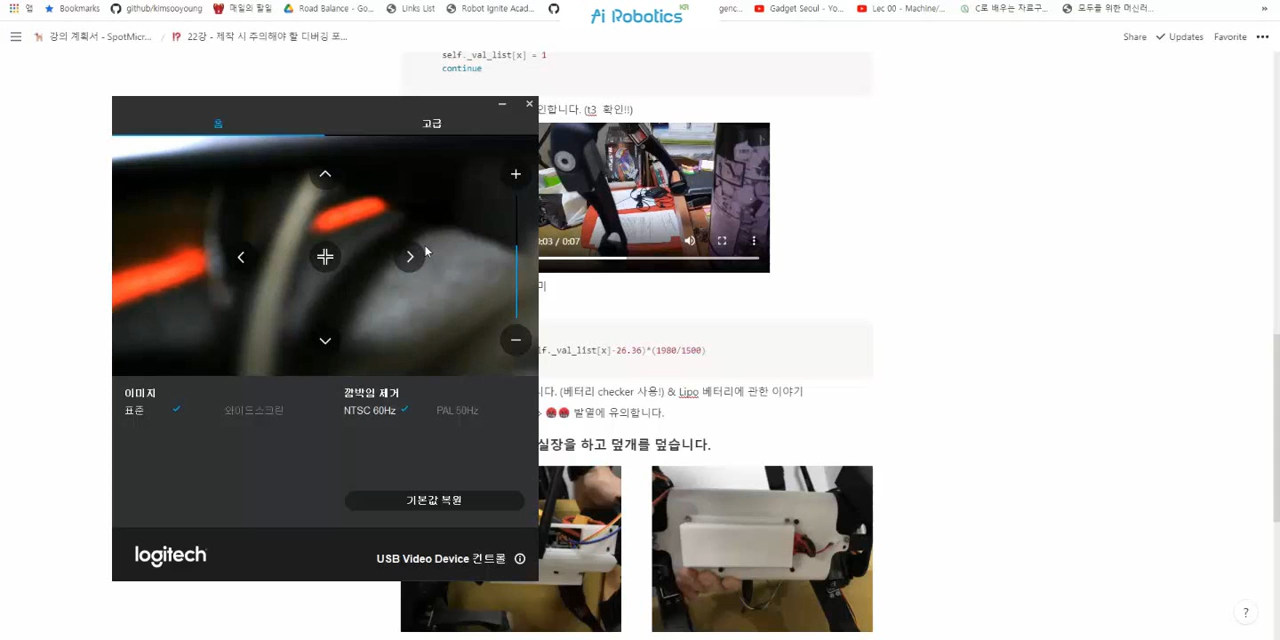 앱
Bookmarks
github/kimsooyoung
매일의 팔일
Road Balance - Go...
Links List
Robot Ignite Acad...
Ai Robotics KR
genc...
Gadget Seoul - Yo...
Lec 00 - Machine/...
C로 배우는 자료구...
모두를 위한 머신러...
»
강의 계획서 - SpotMicr...
/
22강 - 제작 시 주의해야 할 디버깅 포...
Share
Updates
Favorite
self._val_list[x] = 1
continue
인합니다. (t3 확인!!)
홈
고급
0:03 / 0:07
미
lf._val_list[x]-26.36)*(1980/1500)
니다. (베터리 checker 사용!) & Lipo 베터리에 관한 이야기
발열에 유의합니다.
실장을 하고 덮개를 덮습니다.
이미지
표준
와이드스크린
깜박임 제거
NTSC 60Hz
PAL 50Hz
기본값 복원
logitech
USB Video Device 컨트롤
?